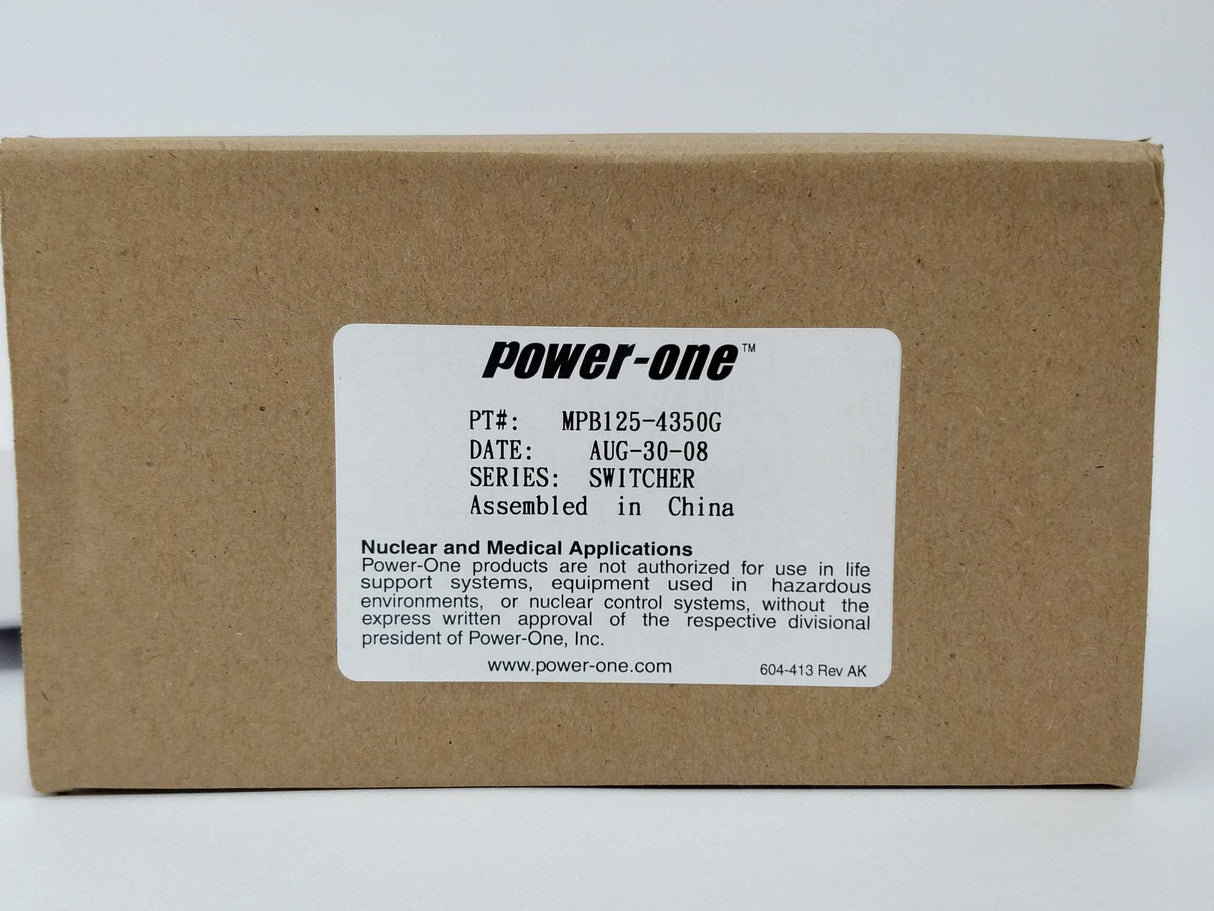 power-one™
PT#: MPB125-4350G
DATE: AUG-30-08
SERIES: SWITCHER
Assembled in China
Nuclear and Medical Applications
Power-One products are not authorized for use in life
support systems, equipment used in hazardous
environments, or nuclear control systems, without the
express written approval of the respective divisional
president of Power-One, Inc.
www.power-one.com 604-413 Rev AK